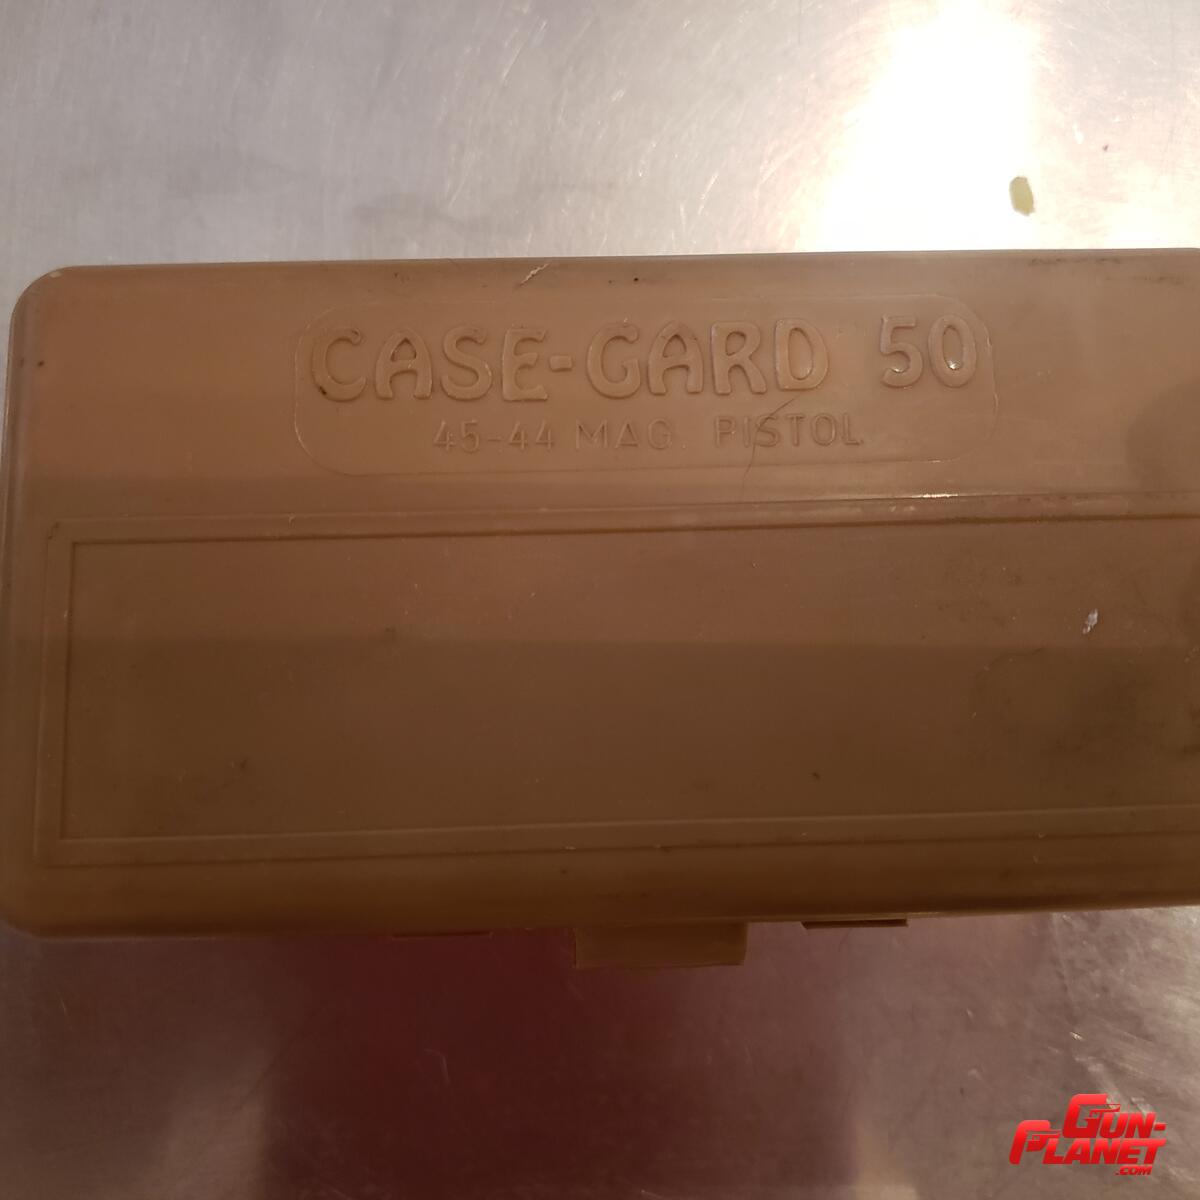 CASE-GARD 50
45-44 MAG. PISTOL
GUN-
PLANET
.COM